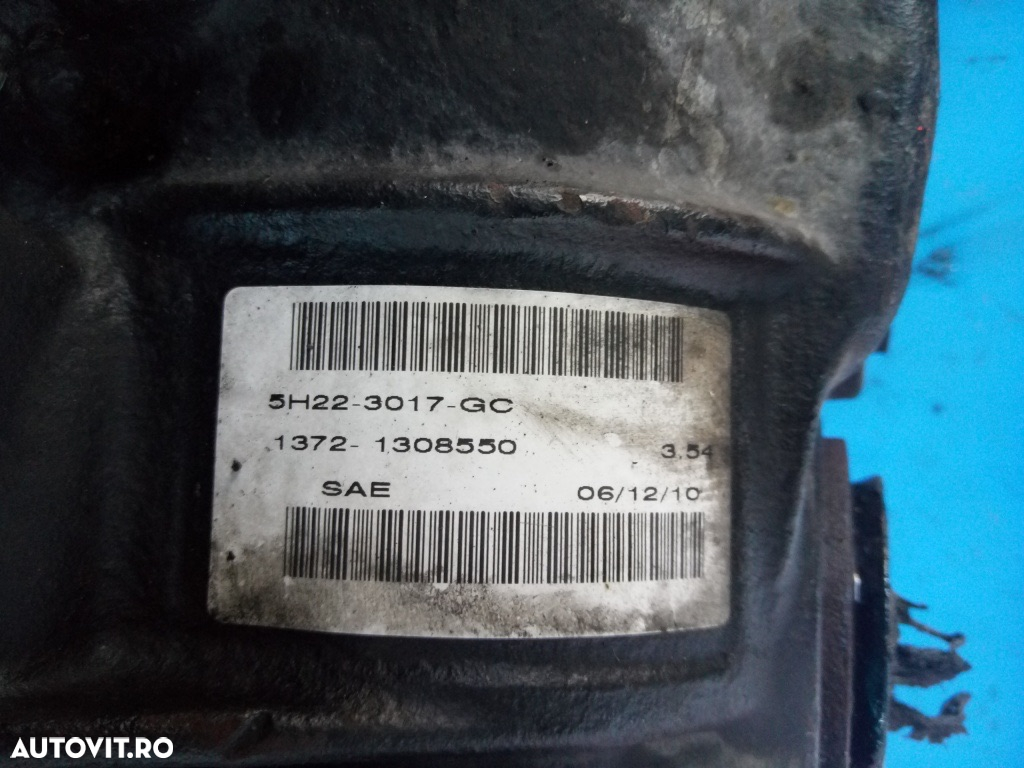 5H22-3017-GC
1372- 1308550 3.54
SAE 06/12/10
AUTOVIT.RO